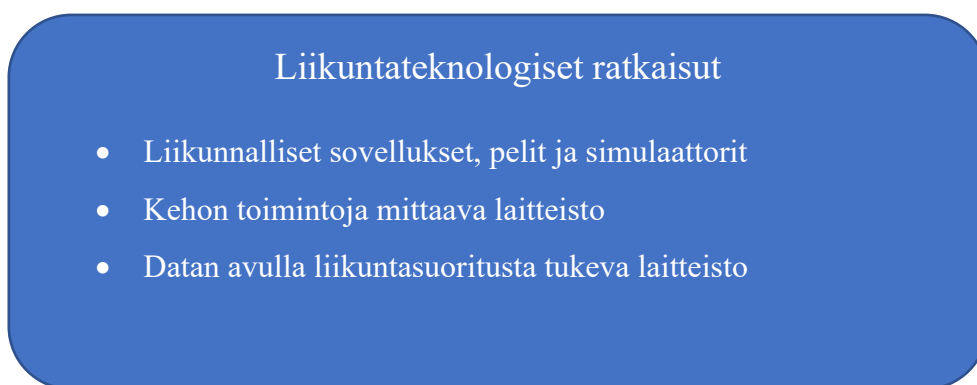 Liikuntateknologiset ratkaisut
• Liikunnalliset sovellukset, pelit ja simulaattorit
• Kehon toimintoja mittaava laitteisto
• Datan avulla liikuntasuoritusta tukeva laitteisto